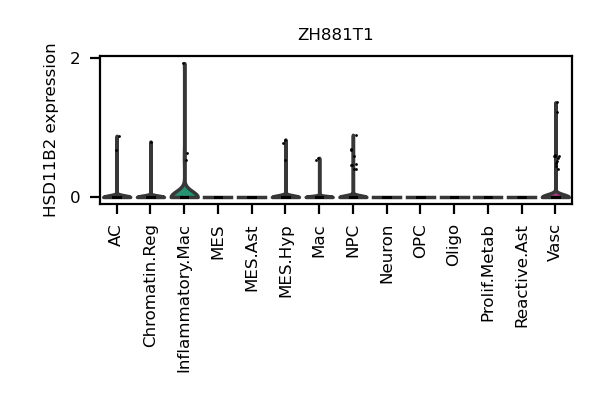 ZH881T1
HSD11B2 expression
2
0
AC
Chromatin.Reg
Inflammatory.Mac
MES
MES.Ast
MES.Hyp
Mac
NPC
Neuron
OPC
Oligo
Prolif.Metab
Reactive.Ast
Vasc